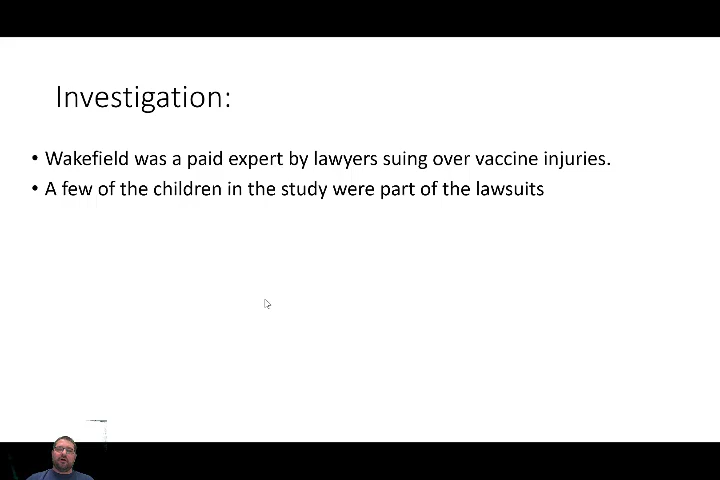 Investigation:
• Wakefield was a paid expert by lawyers suing over vaccine injuries.
• A few of the children in the study were part of the lawsuits